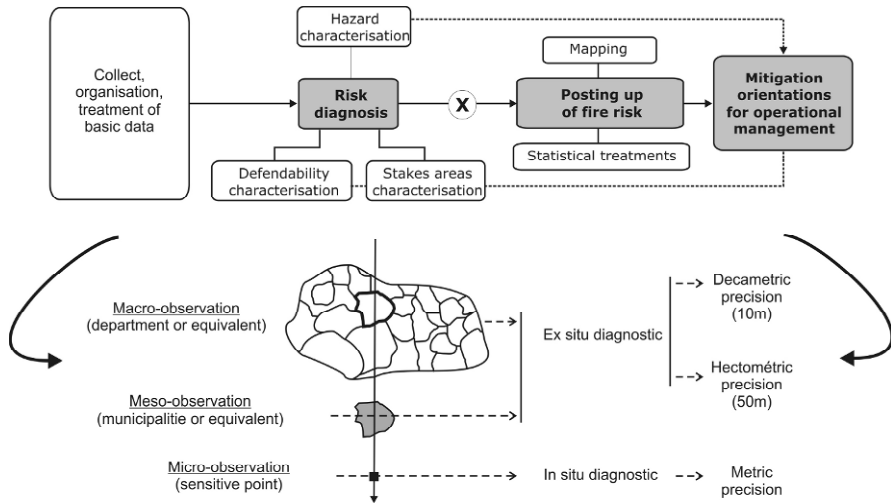 Hazard
characterisation
Collect,
organisation,
treatment of
basic data
Risk
diagnosis
X
Mapping
Posting up
of fire risk
Mitigation
orientations
for operational
management
Statistical treatments
Defendability
characterisation
Stakes areas
characterisation
Macro-observation
(department or equivalent)
Ex situ diagnostic
Decametric
precision
(10m)
Hectométric
precision
(50m)
Meso-observation
(municipalitie or equivalent)
Micro-observation
(sensitive point)
In situ diagnostic
Metric
precision